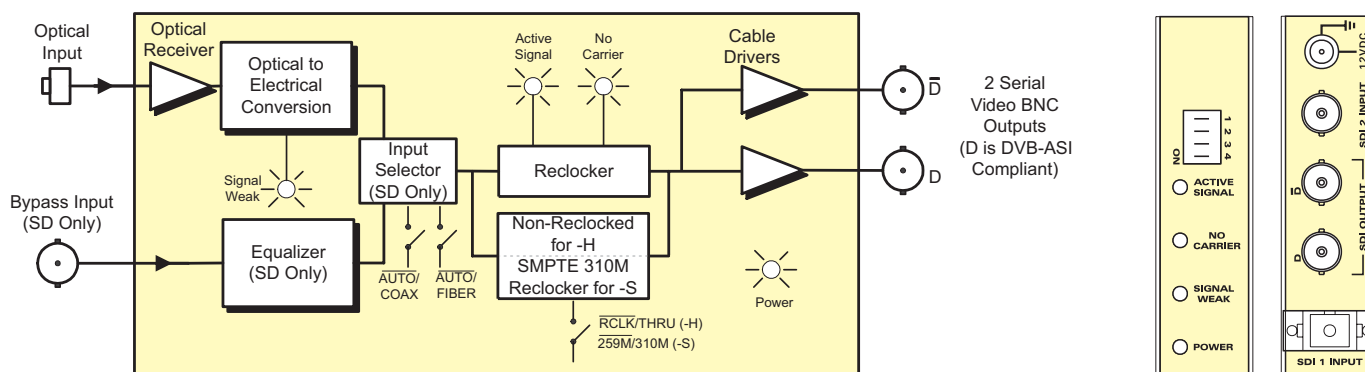 Optical
Input
Optical
Receiver
Optical to
Electrical
Conversion
Signal
Weak
Bypass Input
(SD Only)
Equalizer
(SD Only)
Input
Selector
(SD Only)
AUTO/
COAX
AUTO/
FIBER
Active
Signal
No
Carrier
Reclocker
Non-Reclocked
for -H
SMPTE 310M
Reclocker for -S
RCLK/THRU (-H)
259M/310M (-S)
Cable
Drivers
Power
D
D
2 Serial
Video BNC
Outputs
(D is DVB-ASI
Compliant)
1 2 3 4
NO
ACTIVE
SIGNAL
NO
CARRIER
SIGNAL
WEAK
POWER
12VDC
SDI 2 INPUT
D
D
SDI OUTPUT
SDI 1 INPUT